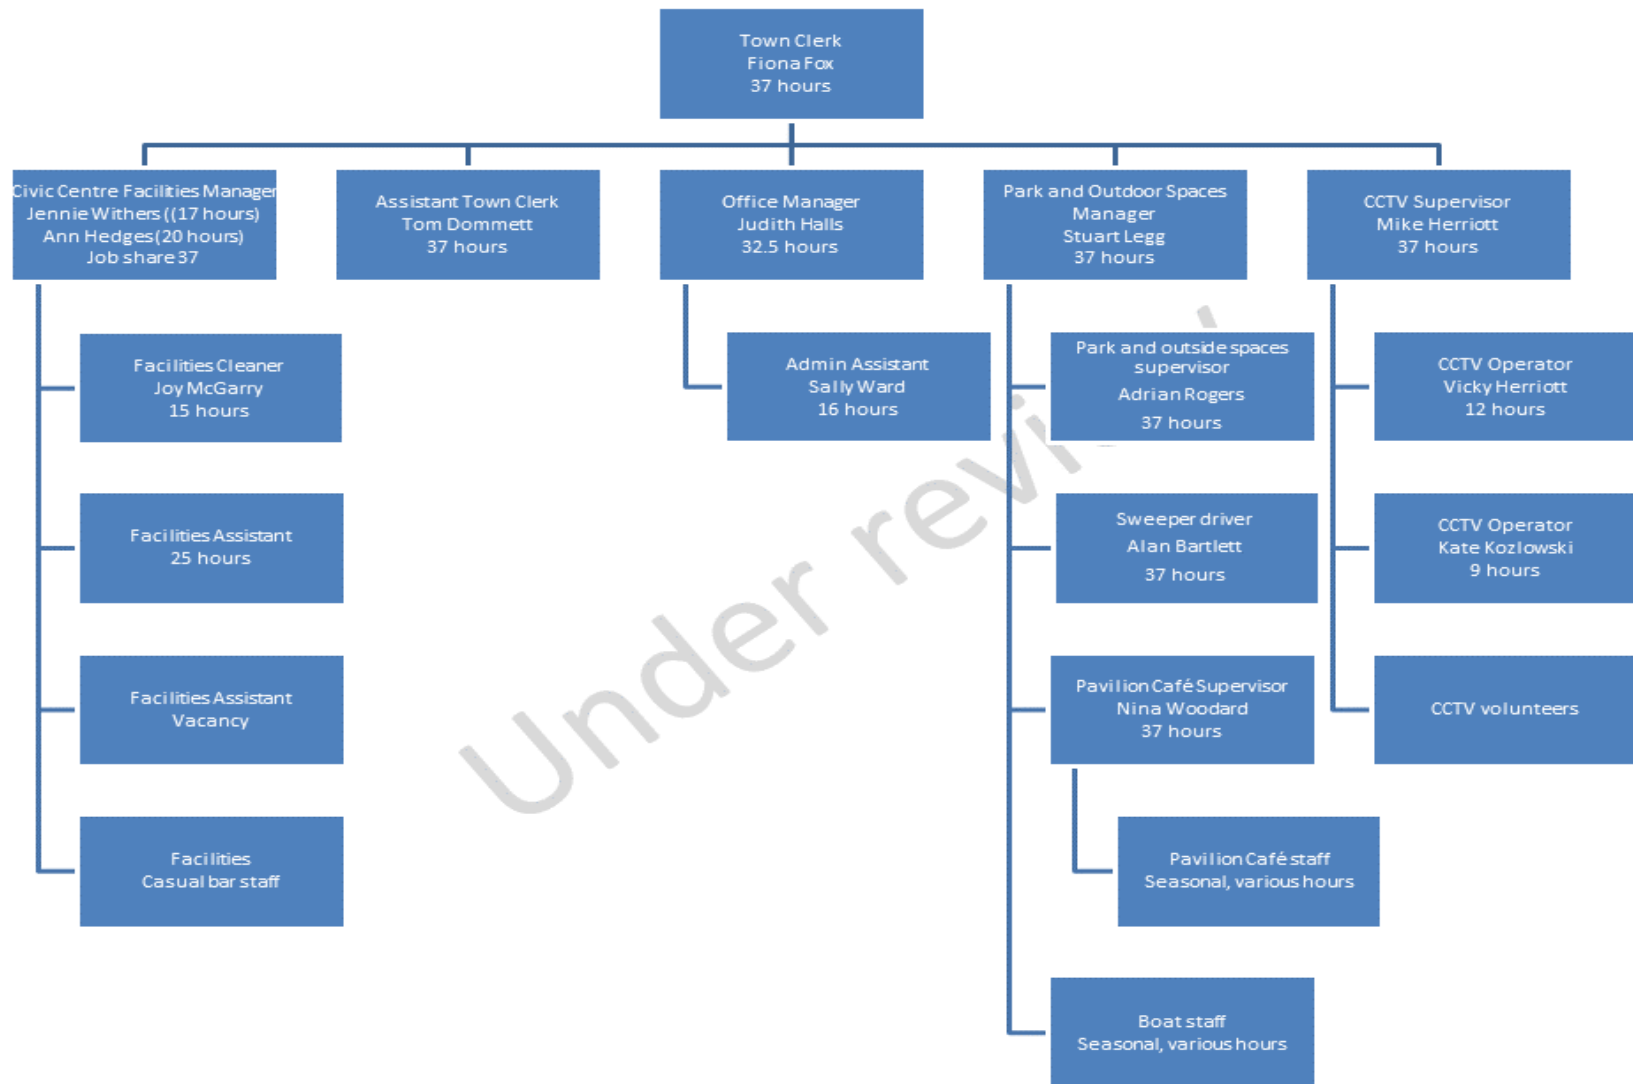 Town Clerk
Fiona Fox
37 hours
Civic Centre Facilities Manager
Jennie Withers ((17 hours)
Ann Hedges (20 hours)
Job share 37
Assistant Town Clerk
Tom Dommett
37 hours
Office Manager
Judith Halls
32.5 hours
Park and Outdoor Spaces
Manager
Stuart Legg
37 hours
CCTV Supervisor
Mike Herriott
37 hours
Facilities Cleaner
Joy McGarry
15 hours
Facilities Assistant
25 hours
Facilities Assistant
Vacancy
Facilities
Casual bar staff
Admin Assistant
Sally Ward
16 hours
Park and outside spaces
supervisor
Adrian Rogers
37 hours
Sweeper driver
Alan Bartlett
37 hours
Pavilion Café Supervisor
Nina Woodard
37 hours
Pavilion Café staff
Seasonal, various hours
Boat staff
Seasonal, various hours
CCTV Operator
Vicky Herriott
12 hours
CCTV Operator
Kate Kozlowski
9 hours
CCTV volunteers
Under